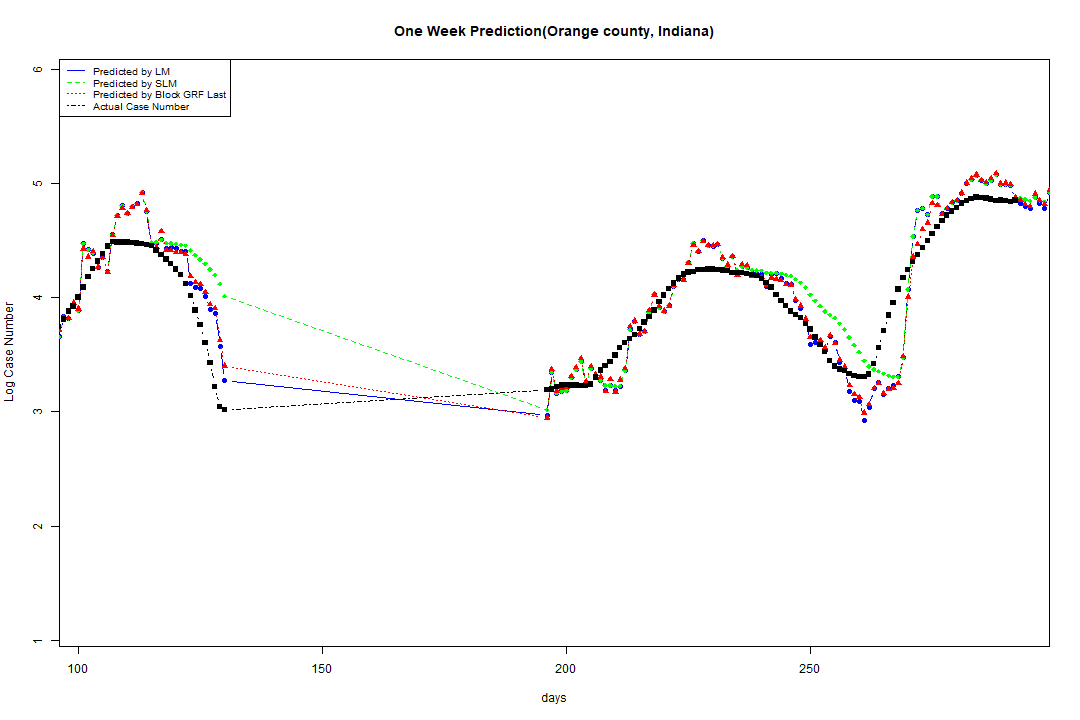 One Week Prediction(Orange county, Indiana)
Predicted by LM
Predicted by SLM
Predicted by Block GRF Last
Actual Case Number
6
5
4
3
2
1
Log Case Number
100 150 200 250
days